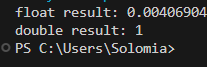 float result: 0.00406904
double result: 1
PS C:\Users\Solomia>